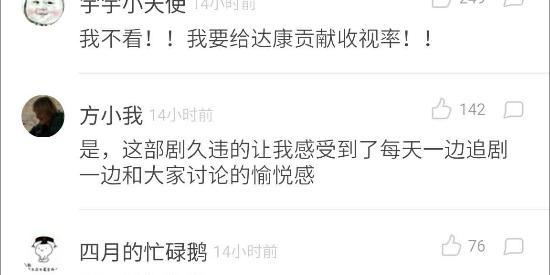 宇宇小天使 14小时前 249
我不看！！我要给达康贡献收视率！！
方小我 14小时前 142
是，这部剧久违的让我感受到了每天一边追剧
一边和大家讨论的愉悦感
四月的忙碌鹅 14小时前 76